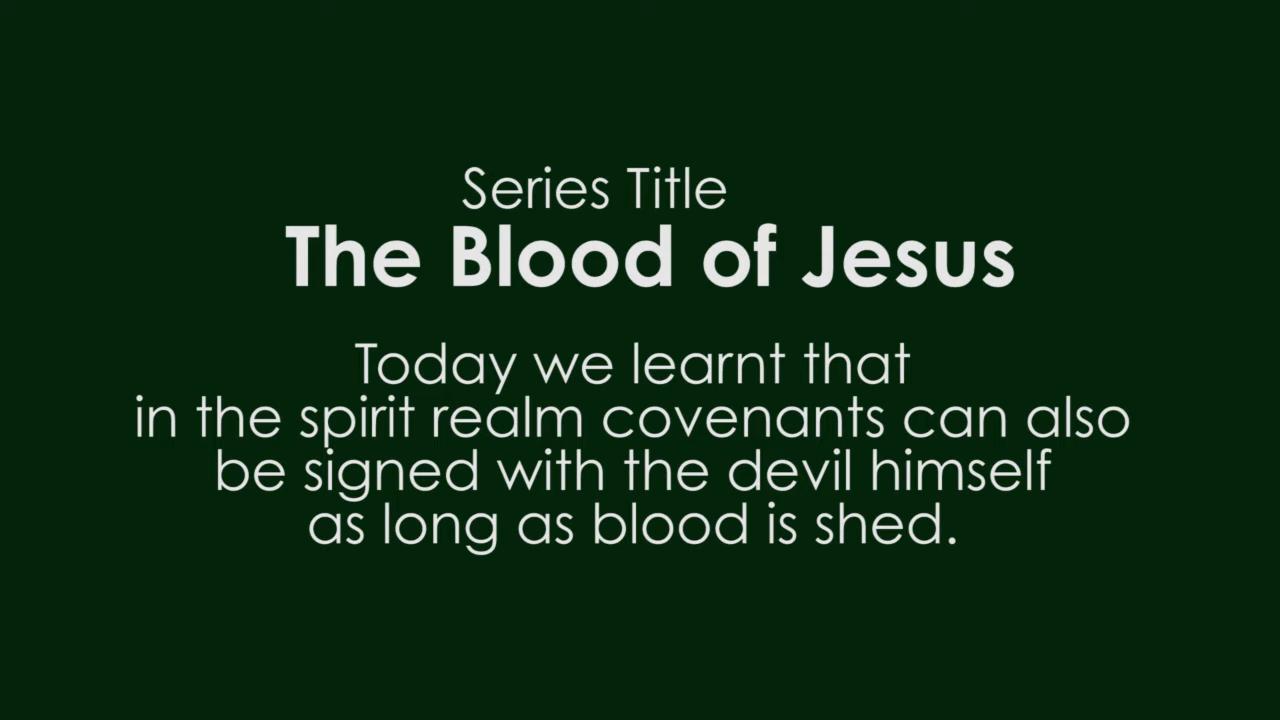 Series Title
The Blood of Jesus
Today we learnt that
in the spirit realm covenants can also
be signed with the devil himself
as long as blood is shed.